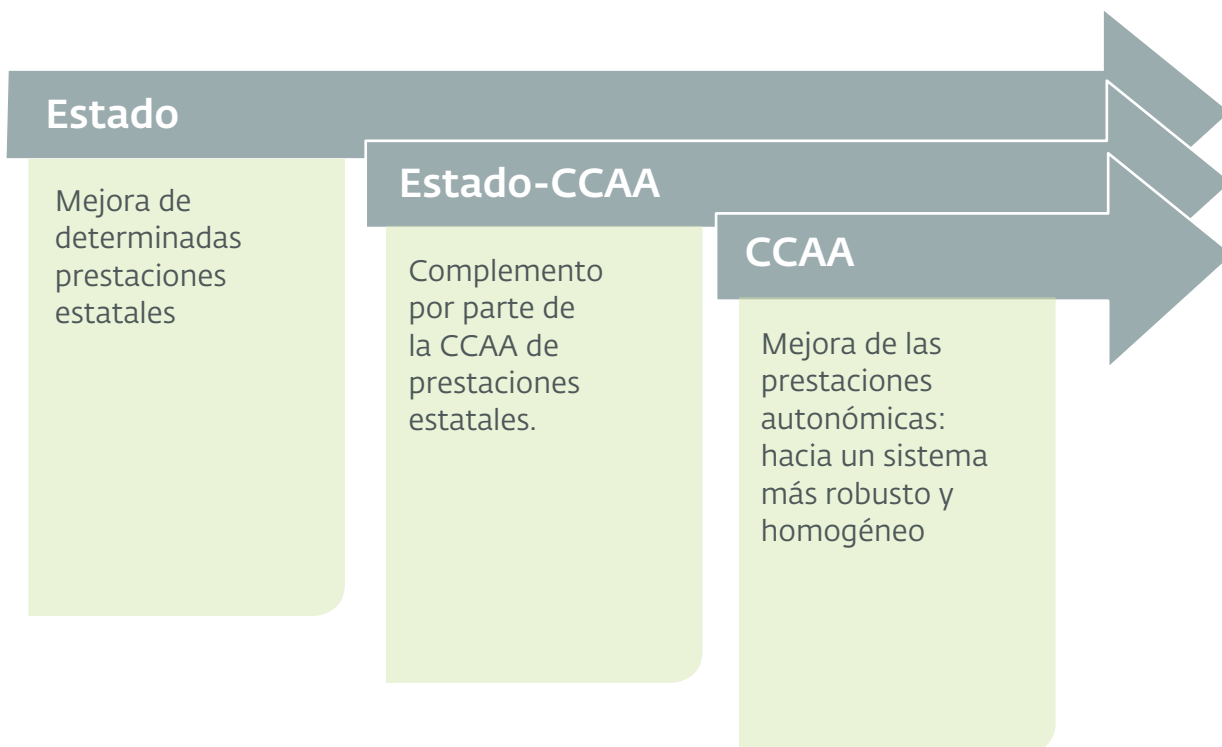 Estado
Mejora de
determinadas
prestaciones
estatales
Estado-CCAA
Complemento
por parte de
la CCAA de
prestaciones
estatales.
CCAA
Mejora de las
prestaciones
autonómicas:
hacia un sistema
más robusto y
homogéneo